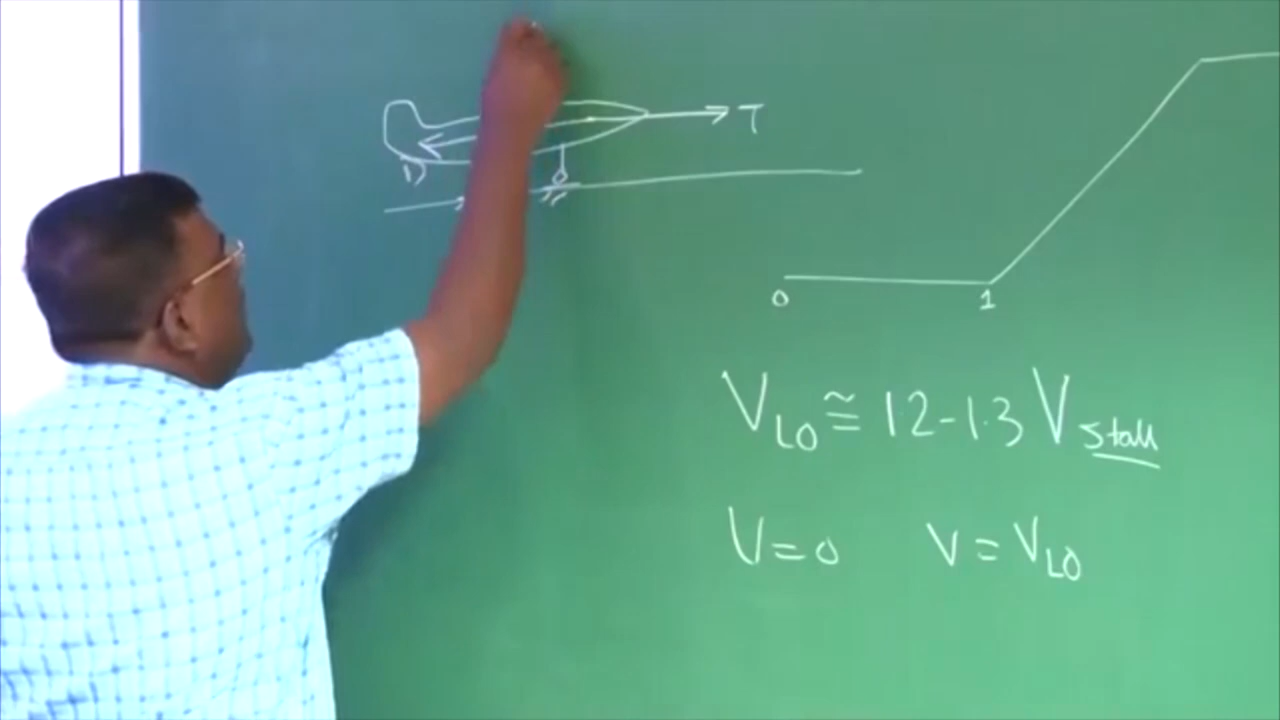 T
D
0 1
V_LO ≅ 1.2-1.3 V_stall
V=0 V=V_LO